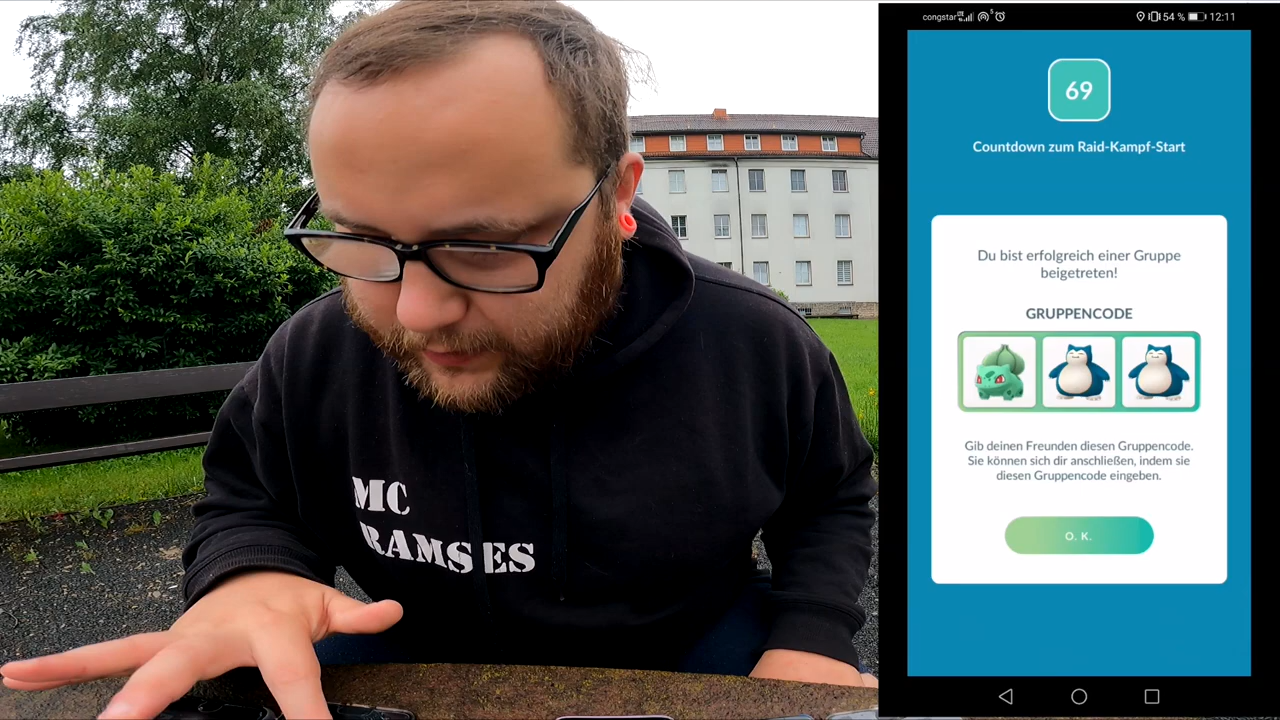 MC
RAMSES
congstar
5
54 %
12:11
69
Countdown zum Raid-Kampf-Start
Du bist erfolgreich einer Gruppe
beigetreten!
GRUPPENCODE
Gib deinen Freunden diesen Gruppencode.
Sie können sich dir anschließen, indem sie
diesen Gruppencode eingeben.
O. K.